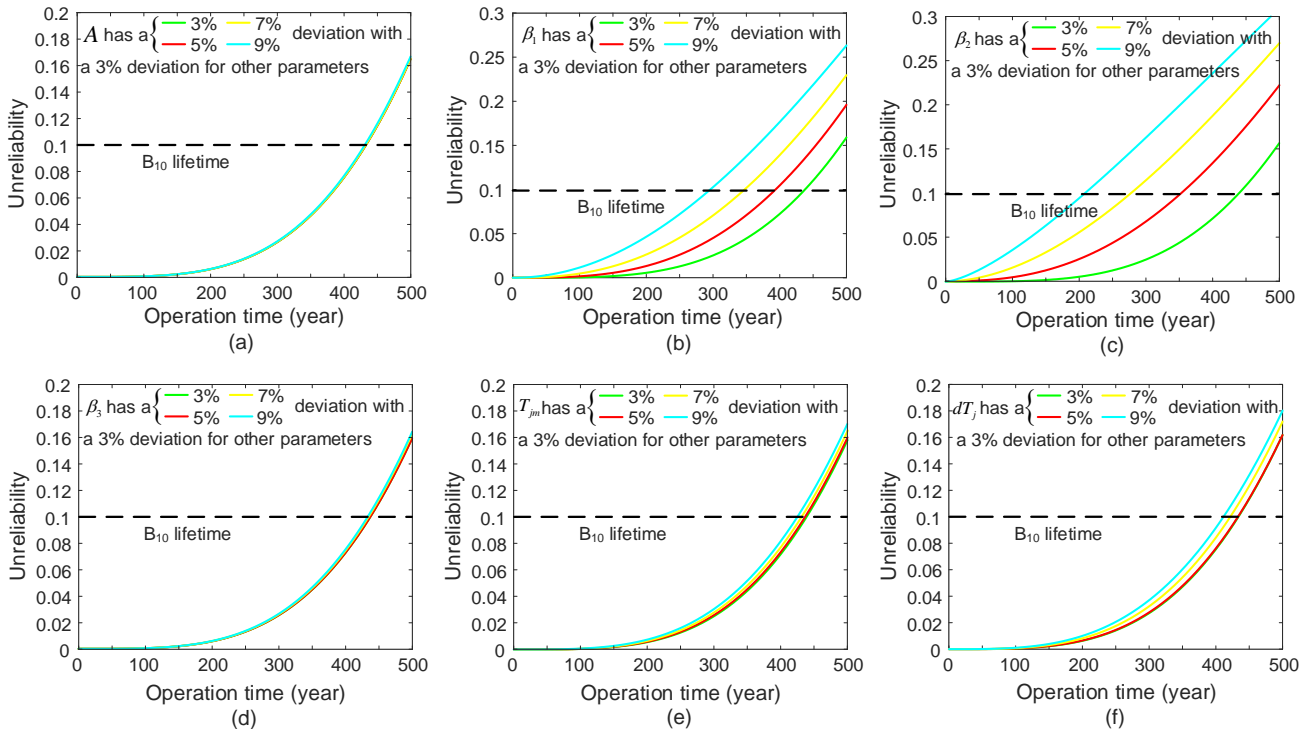 A has a { 3% 7%
5% 9% deviation with
a 3% deviation for other parameters
B10 lifetime
Unreliability
0.2
0.18
0.16
0.14
0.12
0.1
0.08
0.06
0.04
0.02
0
0 100 200 300 400 500
Operation time (year)
(a)
β1 has a { 3% 7%
5% 9% deviation with
a 3% deviation for other parameters
B10 lifetime
Unreliability
0.3
0.25
0.2
0.15
0.1
0.05
0
0 100 200 300 400 500
Operation time (year)
(b)
β2 has a { 3% 7%
5% 9% deviation with
a 3% deviation for other parameters
B10 lifetime
Unreliability
0.3
0.25
0.2
0.15
0.1
0.05
0
0 100 200 300 400 500
Operation time (year)
(c)
β3 has a { 3% 7%
5% 9% deviation with
a 3% deviation for other parameters
B10 lifetime
Unreliability
0.2
0.18
0.16
0.14
0.12
0.1
0.08
0.06
0.04
0.02
0
0 100 200 300 400 500
Operation time (year)
(d)
Tjm has a { 3% 7%
5% 9% deviation with
a 3% deviation for other parameters
B10 lifetime
Unreliability
0.2
0.18
0.16
0.14
0.12
0.1
0.08
0.06
0.04
0.02
0
0 100 200 300 400 500
Operation time (year)
(e)
dTj has a { 3% 7%
5% 9% deviation with
a 3% deviation for other parameters
B10 lifetime
Unreliability
0.2
0.18
0.16
0.14
0.12
0.1
0.08
0.06
0.04
0.02
0
0 100 200 300 400 500
Operation time (year)
(f)